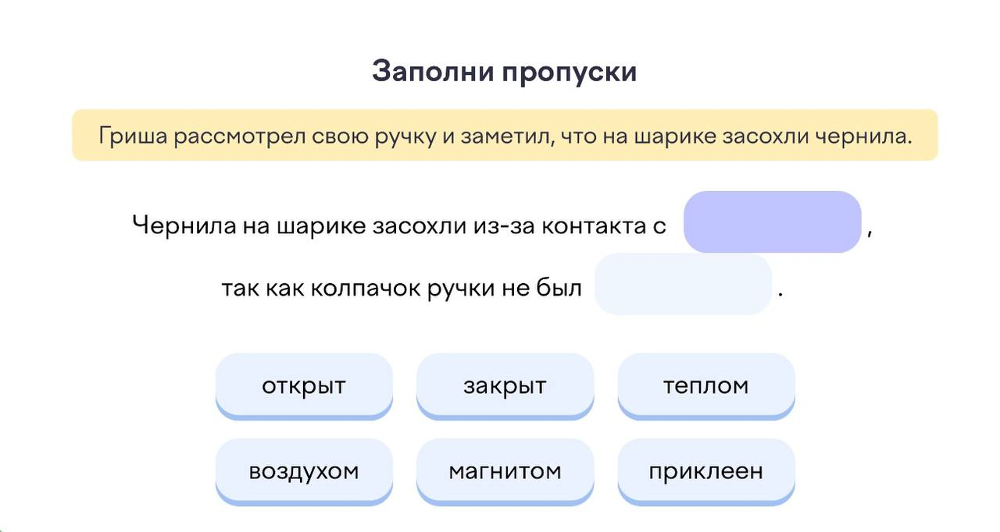 Заполни пропуски
Гриша рассмотрел свою ручку и заметил, что на шарике засохли чернила.
Чернила на шарике засохли из-за контакта с ,
так как колпачок ручки не был .
открыт закрыт теплом
воздухом магнитом приклеен